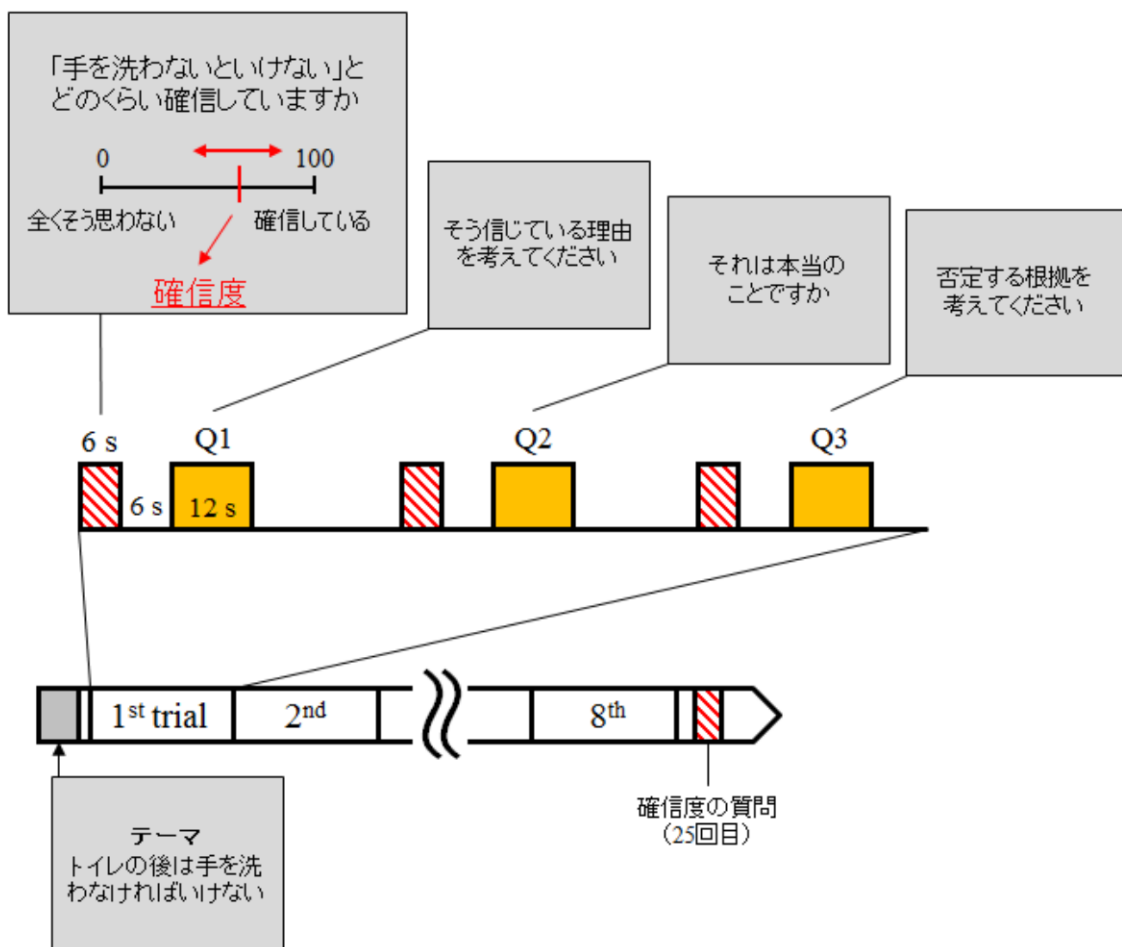 「手を洗わないといけない」と
どのくらい確信していますか
0
100
全くそう思わない
確信している
確信度
そう信じている理由
を考えてください
それは本当の
ことですか
否定する根拠を
考えてください
6 s
Q1
Q2
Q3
6 s
12 s
1st trial
2nd
8th
テーマ
トイレの後は手を洗
わなければいけない
確信度の質問
(25回目)